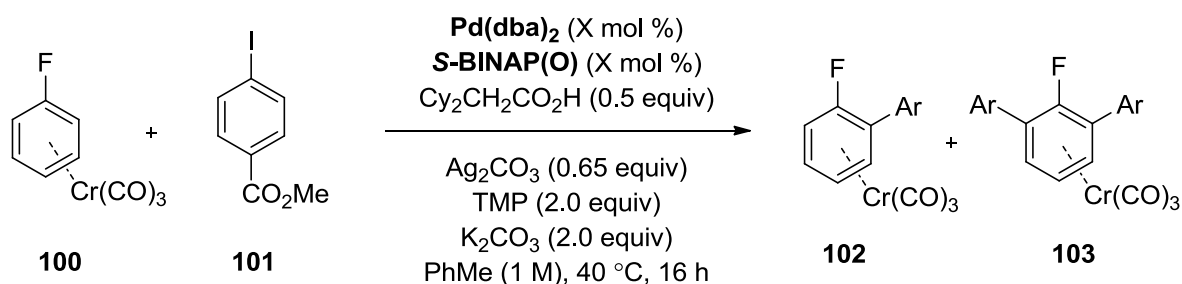 F
Cr(CO)₃
100
+
I
CO₂Me
101
Pd(dba)₂ (X mol %)
S-BINAP(O) (X mol %)
Cy₂CH₂CO₂H (0.5 equiv)
Ag₂CO₃ (0.65 equiv)
TMP (2.0 equiv)
K₂CO₃ (2.0 equiv)
PhMe (1 M), 40 °C, 16 h
F
Ar
Cr(CO)₃
102
+
F
Ar
Ar
Cr(CO)₃
103